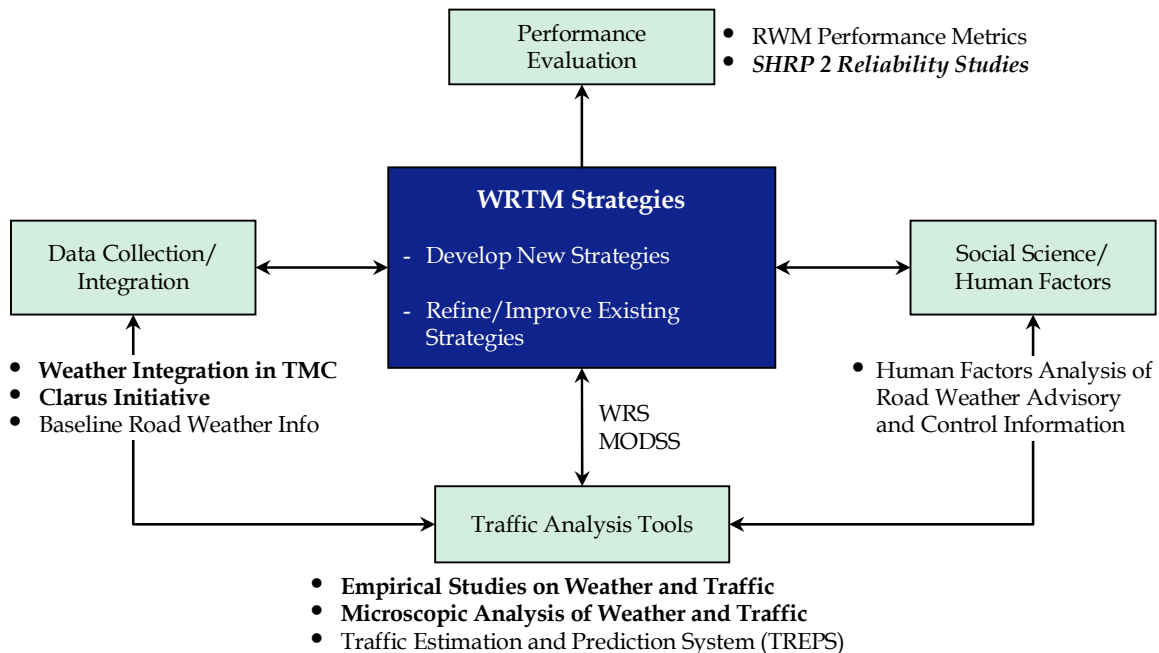 Performance
Evaluation
• RWM Performance Metrics
• SHRP 2 Reliability Studies
WRTM Strategies
- Develop New Strategies
- Refine/Improve Existing
Strategies
Data Collection/
Integration
Social Science/
Human Factors
• Weather Integration in TMC
• Clarus Initiative
• Baseline Road Weather Info
• Human Factors Analysis of
Road Weather Advisory
and Control Information
WRS
MODSS
Traffic Analysis Tools
• Empirical Studies on Weather and Traffic
• Microscopic Analysis of Weather and Traffic
• Traffic Estimation and Prediction System (TREPS)